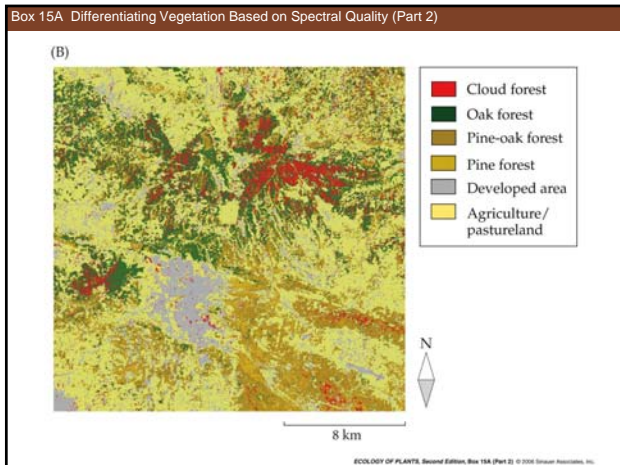 Box 15A Differentiating Vegetation Based on Spectral Quality (Part 2)
(B)
Cloud forest
Oak forest
Pine-oak forest
Pine forest
Developed area
Agriculture/
pastureland
N
8 km
ECOLOGY OF PLANTS, Second Edition, Box 15A (Part 2) © 2006 Sinauer Associates, Inc.